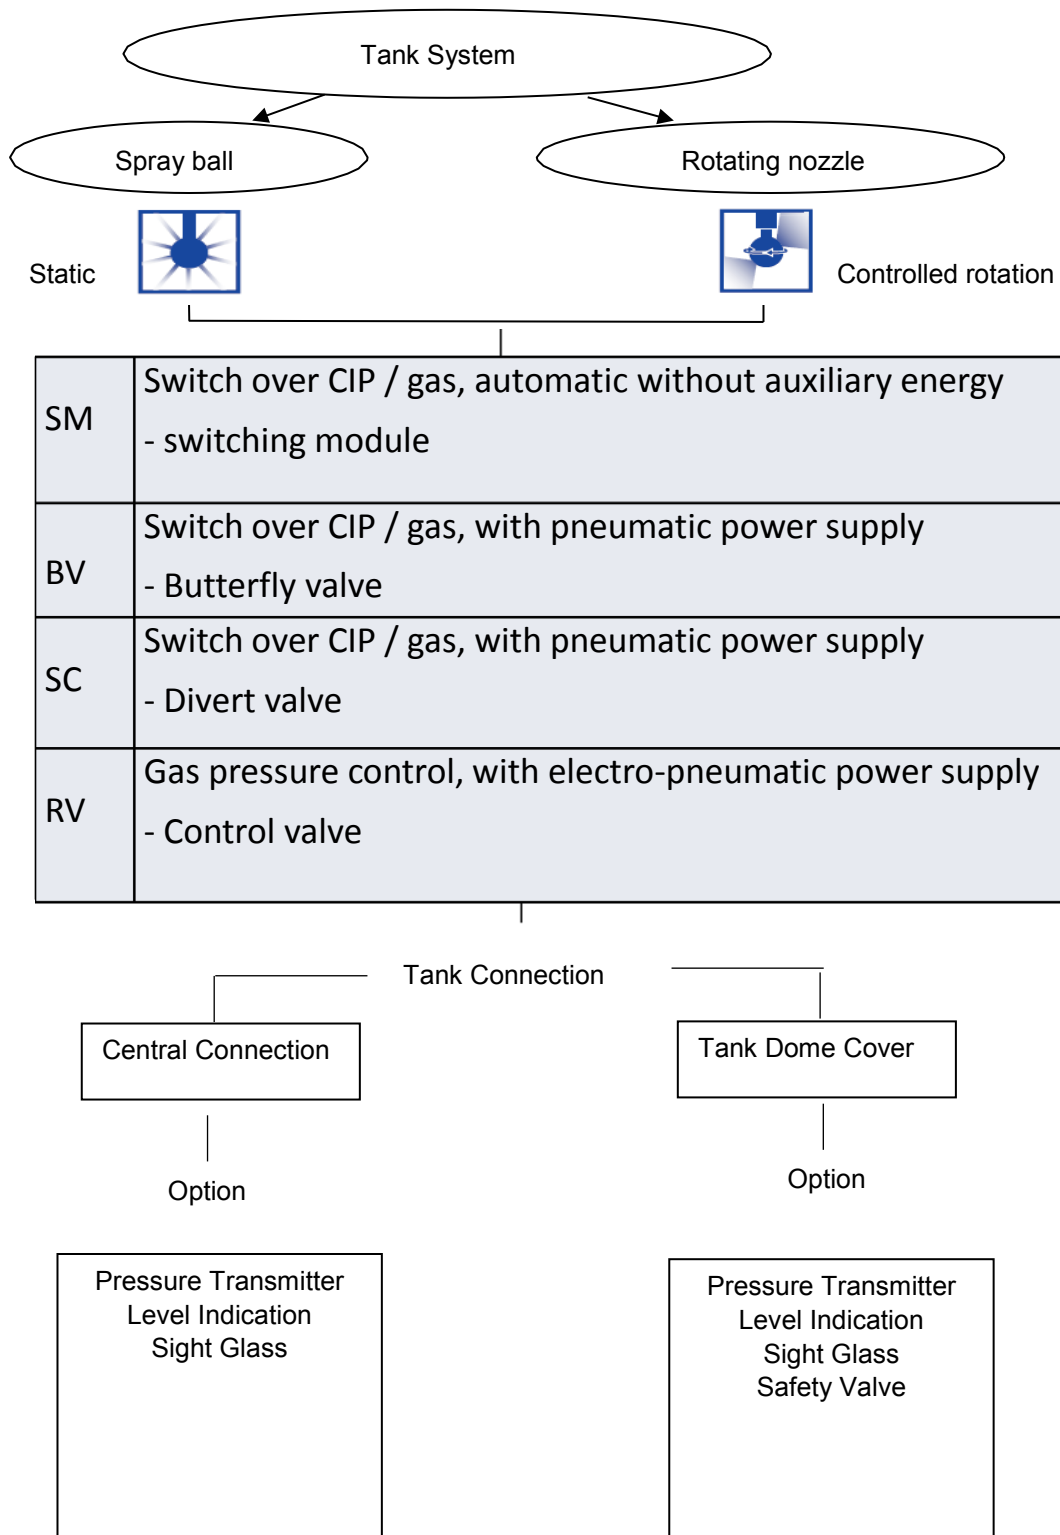 Tank System
Spray ball
Rotating nozzle
Static
Controlled rotation
SM
Switch over CIP / gas, automatic without auxiliary energy
- switching module
BV
Switch over CIP / gas, with pneumatic power supply
- Butterfly valve
SC
Switch over CIP / gas, with pneumatic power supply
- Divert valve
RV
Gas pressure control, with electro-pneumatic power supply
- Control valve
Tank Connection
Central Connection
Tank Dome Cover
Option
Option
Pressure Transmitter
Level Indication
Sight Glass
Pressure Transmitter
Level Indication
Sight Glass
Safety Valve